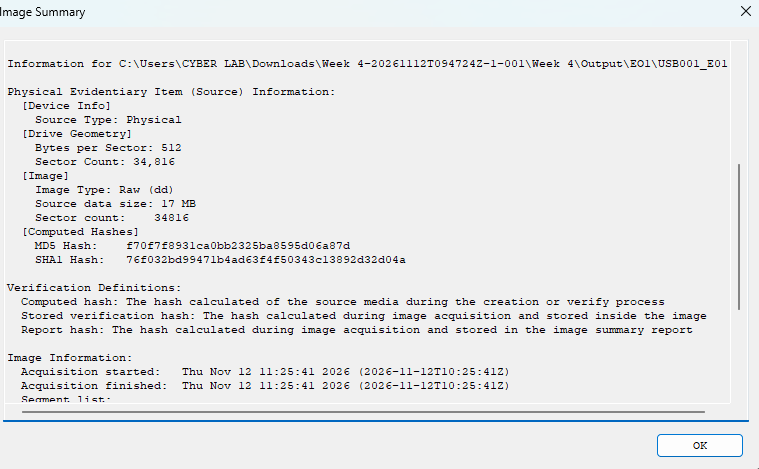 Image Summary
Information for C:\Users\CYBER LAB\Downloads\Week 4-20261112T094724Z-1-001\Week 4\Output\E01\USB001_E01
Physical Evidentiary Item (Source) Information:
[Device Info]
Source Type: Physical
[Drive Geometry]
Bytes per Sector: 512
Sector Count: 34,816
[Image]
Image Type: Raw (dd)
Source data size: 17 MB
Sector count:    34816
[Computed Hashes]
MD5 Hash:    f70f7f8931ca0bb2325ba8595d06a87d
SHA1 Hash:   76f032bd99471b4ad63f4f50343c13892d32d04a
Verification Definitions:
Computed hash: The hash calculated of the source media during the creation or verify process
Stored verification hash: The hash calculated during image acquisition and stored inside the image
Report hash: The hash calculated during image acquisition and stored in the image summary report
Image Information:
Acquisition started:   Thu Nov 12 11:25:41 2026 (2026-11-12T10:25:41Z)
Acquisition finished:  Thu Nov 12 11:25:41 2026 (2026-11-12T10:25:41Z)
Segment list:
OK